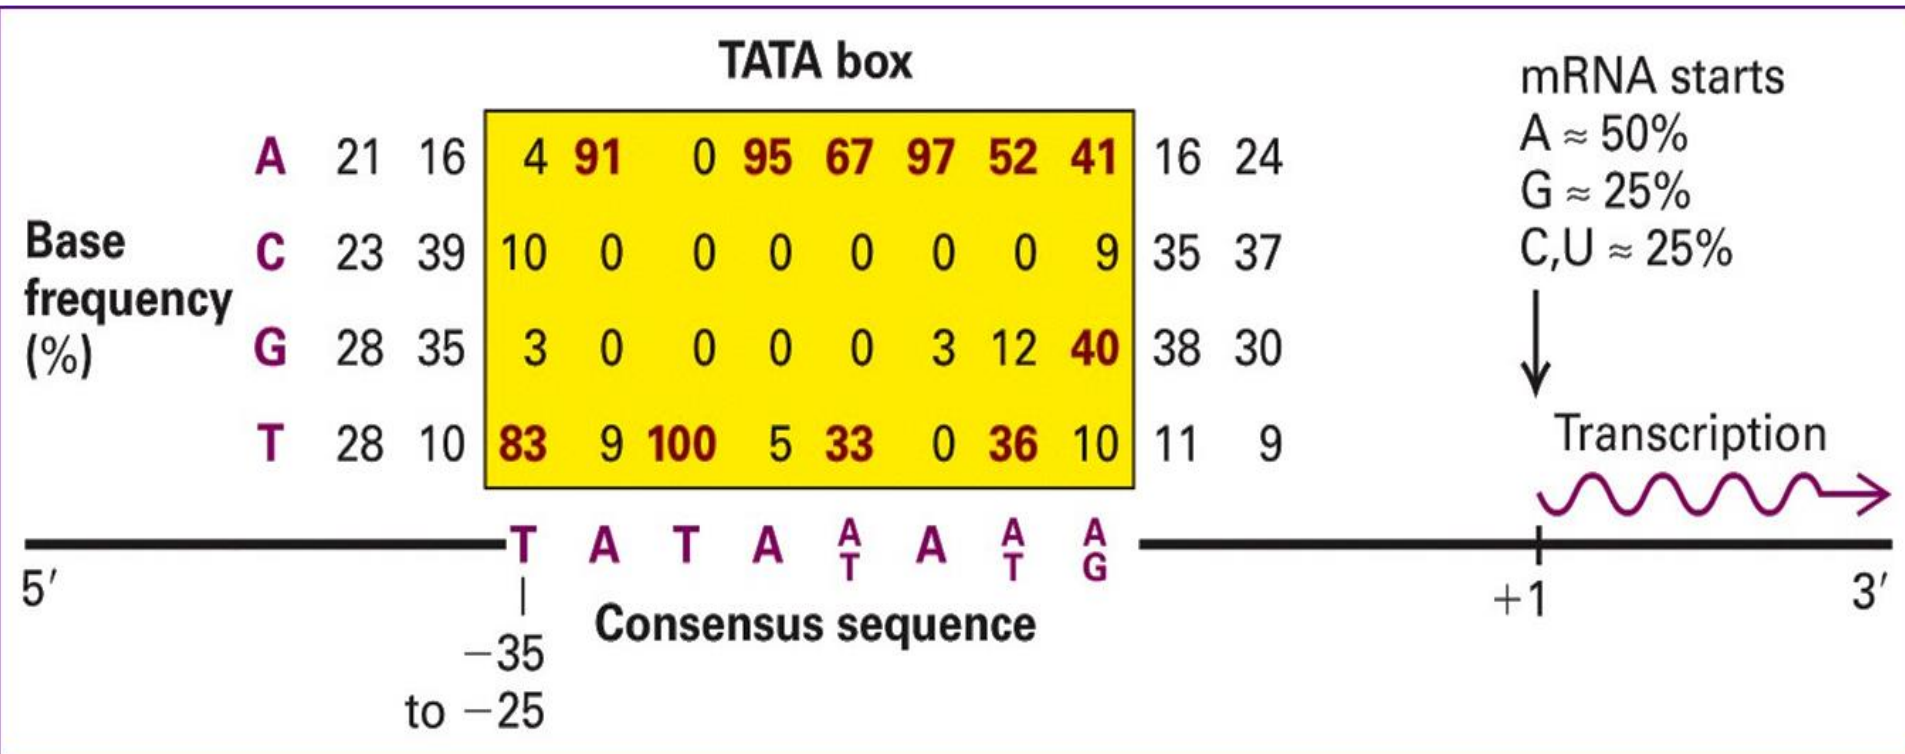 TATA box
mRNA starts
A ≈ 50%
G ≈ 25%
C,U ≈ 25%
Base
frequency
(%)
A 21 16 4 91 0 95 67 97 52 41 16 24
C 23 39 10 0 0 0 0 0 0 9 35 37
G 28 35 3 0 0 0 0 3 12 40 38 30
T 28 10 83 9 100 5 33 0 36 10 11 9
Transcription
T A T A A/T A A/T A/G
5′
−35
to −25
Consensus sequence
+1
3′